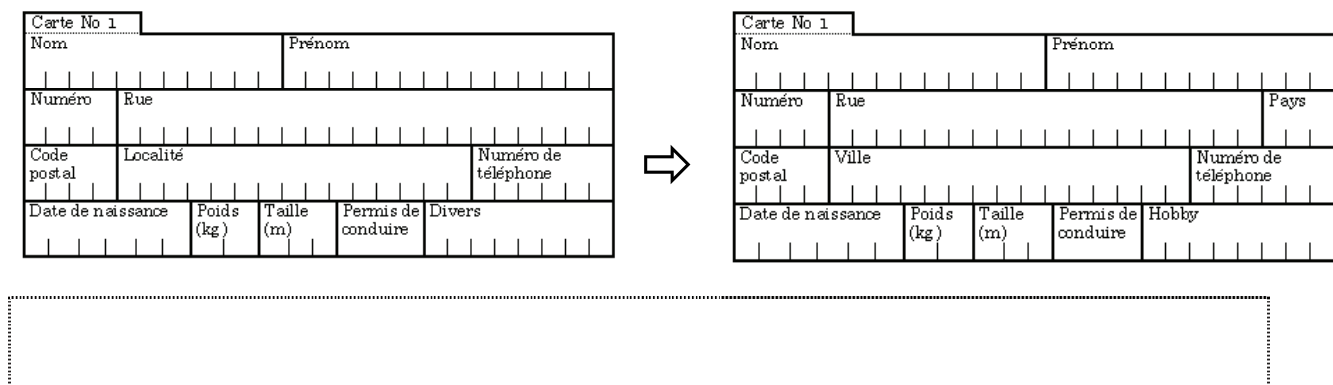 Carte No 1
Nom Prénom
Numéro Rue
Code postal Localité Numéro de téléphone
Date de naissance Poids (kg) Taille (m) Permis de conduire Divers
Carte No 1
Nom Prénom
Numéro Rue Pays
Code postal Ville Numéro de téléphone
Date de naissance Poids (kg) Taille (m) Permis de conduire Hobby